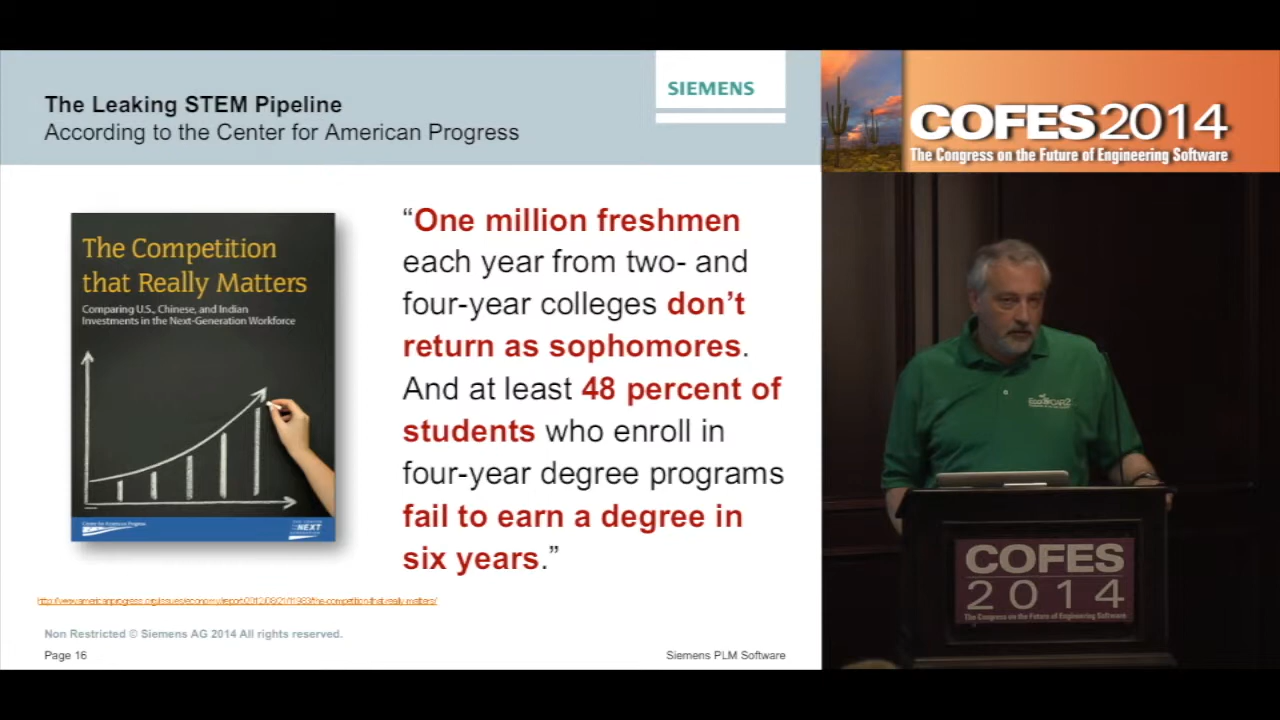 The Leaking STEM Pipeline
According to the Center for American Progress
SIEMENS
COFES2014
The Congress on the Future of Engineering Software
The Competition
that Really Matters
Comparing U.S., Chinese, and Indian
Investments in the Next-Generation Workforce
Center for American Progress
NEXT
“One million freshmen
each year from two- and
four-year colleges don’t
return as sophomores.
And at least 48 percent of
students who enroll in
four-year degree programs
fail to earn a degree in
six years.”
Non Restricted © Siemens AG 2014 All rights reserved.
Page 16
Siemens PLM Software
COFES
2014
The Congress on the Future of Engineering Software